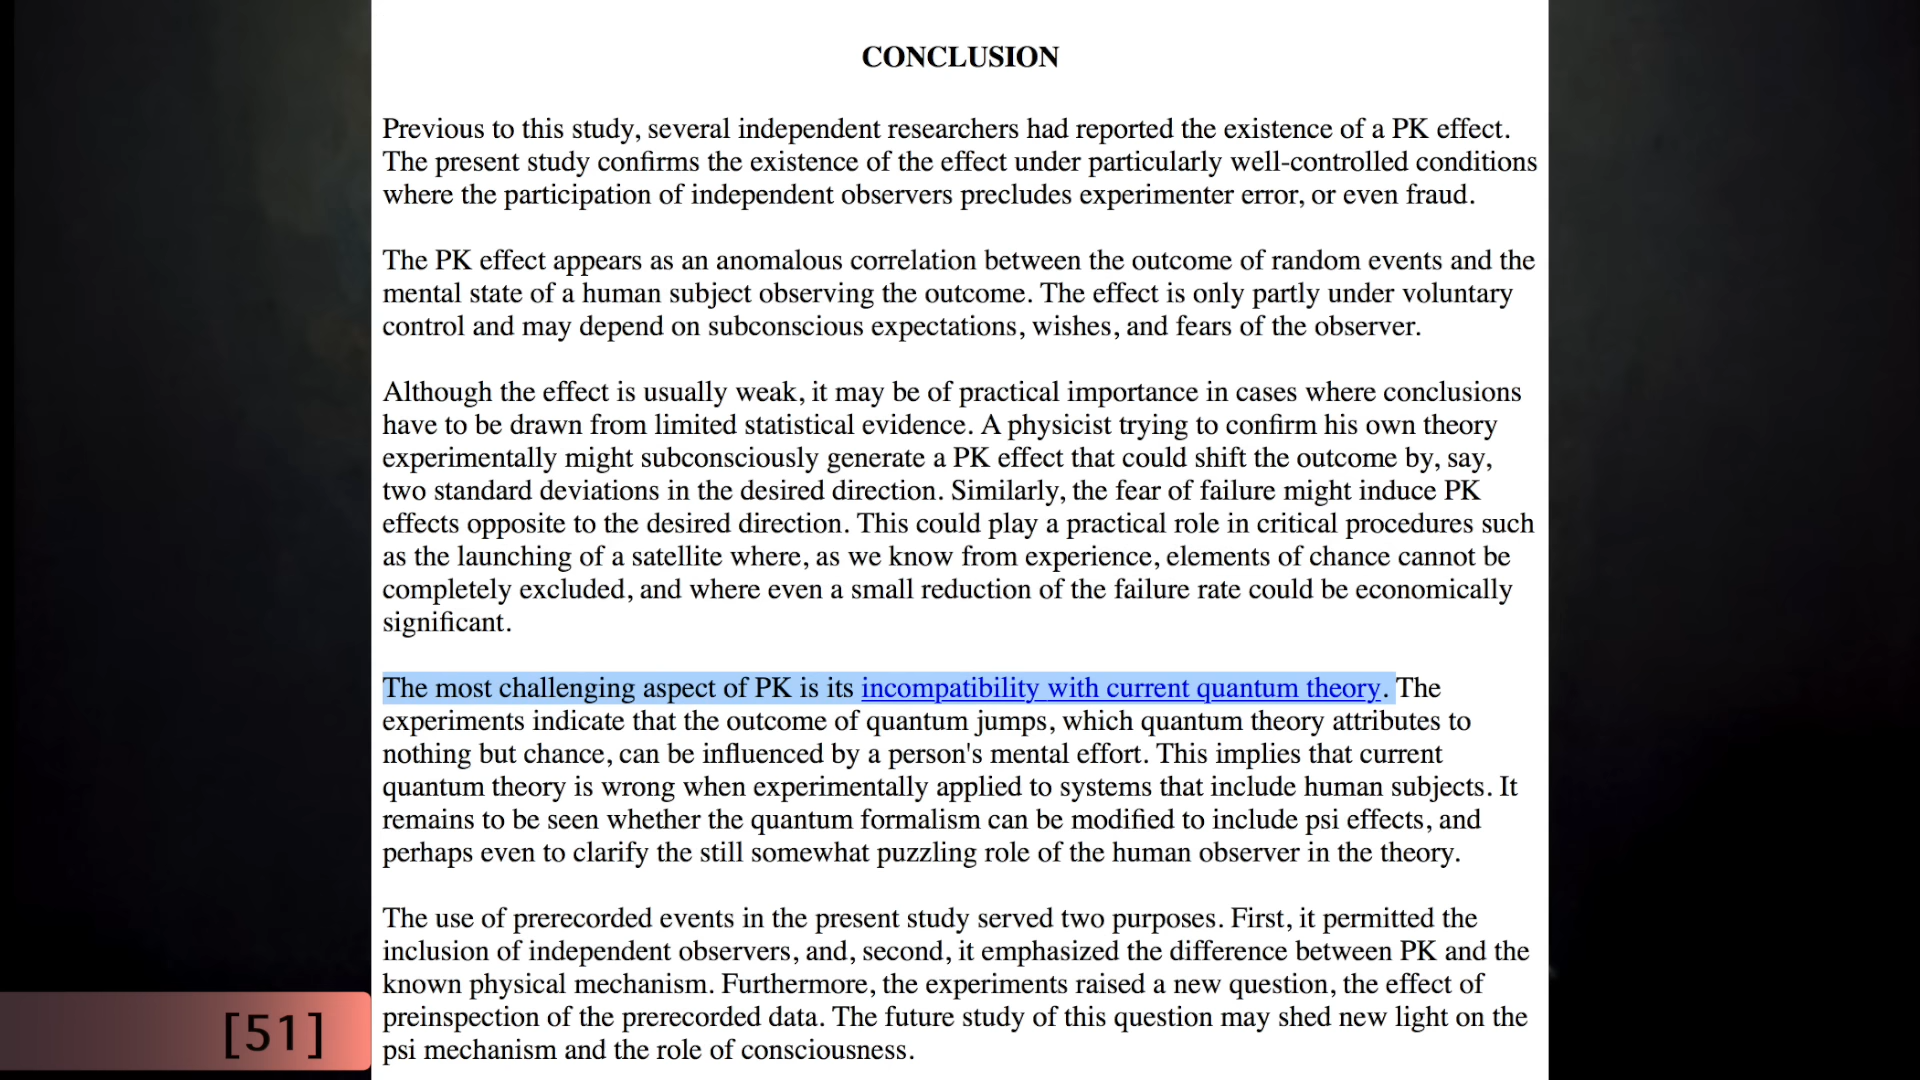 CONCLUSION
Previous to this study, several independent researchers had reported the existence of a PK effect.
The present study confirms the existence of the effect under particularly well-controlled conditions
where the participation of independent observers precludes experimenter error, or even fraud.
The PK effect appears as an anomalous correlation between the outcome of random events and the
mental state of a human subject observing the outcome. The effect is only partly under voluntary
control and may depend on subconscious expectations, wishes, and fears of the observer.
Although the effect is usually weak, it may be of practical importance in cases where conclusions
have to be drawn from limited statistical evidence. A physicist trying to confirm his own theory
experimentally might subconsciously generate a PK effect that could shift the outcome by, say,
two standard deviations in the desired direction. Similarly, the fear of failure might induce PK
effects opposite to the desired direction. This could play a practical role in critical procedures such
as the launching of a satellite where, as we know from experience, elements of chance cannot be
completely excluded, and where even a small reduction of the failure rate could be economically
significant.
The most challenging aspect of PK is its incompatibility with current quantum theory. The
experiments indicate that the outcome of quantum jumps, which quantum theory attributes to
nothing but chance, can be influenced by a person's mental effort. This implies that current
quantum theory is wrong when experimentally applied to systems that include human subjects. It
remains to be seen whether the quantum formalism can be modified to include psi effects, and
perhaps even to clarify the still somewhat puzzling role of the human observer in the theory.
The use of prerecorded events in the present study served two purposes. First, it permitted the
inclusion of independent observers, and, second, it emphasized the difference between PK and the
known physical mechanism. Furthermore, the experiments raised a new question, the effect of
preinspection of the prerecorded data. The future study of this question may shed new light on the
psi mechanism and the role of consciousness.
[51]